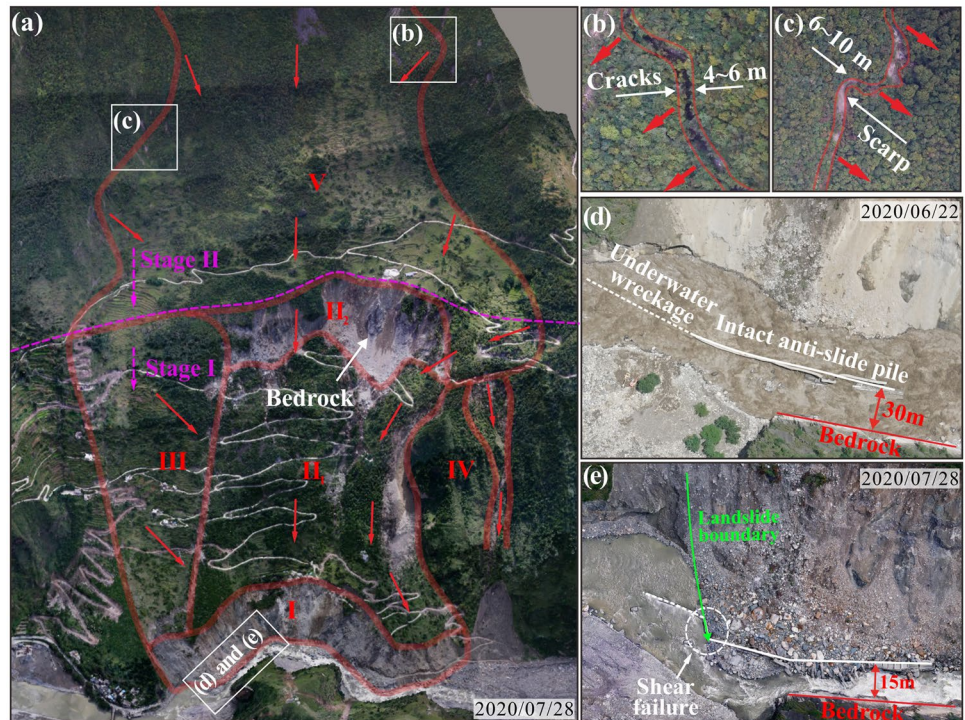 (a)
(b)
(c)
V
Stage II
II₂
Stage I
Bedrock
III
II₁
IV
I
(d) and (e)
2020/07/28
(b)
Cracks
4~6 m
(c)
6~10 m
Scarp
(d)
2020/06/22
Underwater
wreckage
Intact anti-slide pile
30m
Bedrock
(e)
2020/07/28
Landslide
boundary
Shear
failure
15m
Bedrock